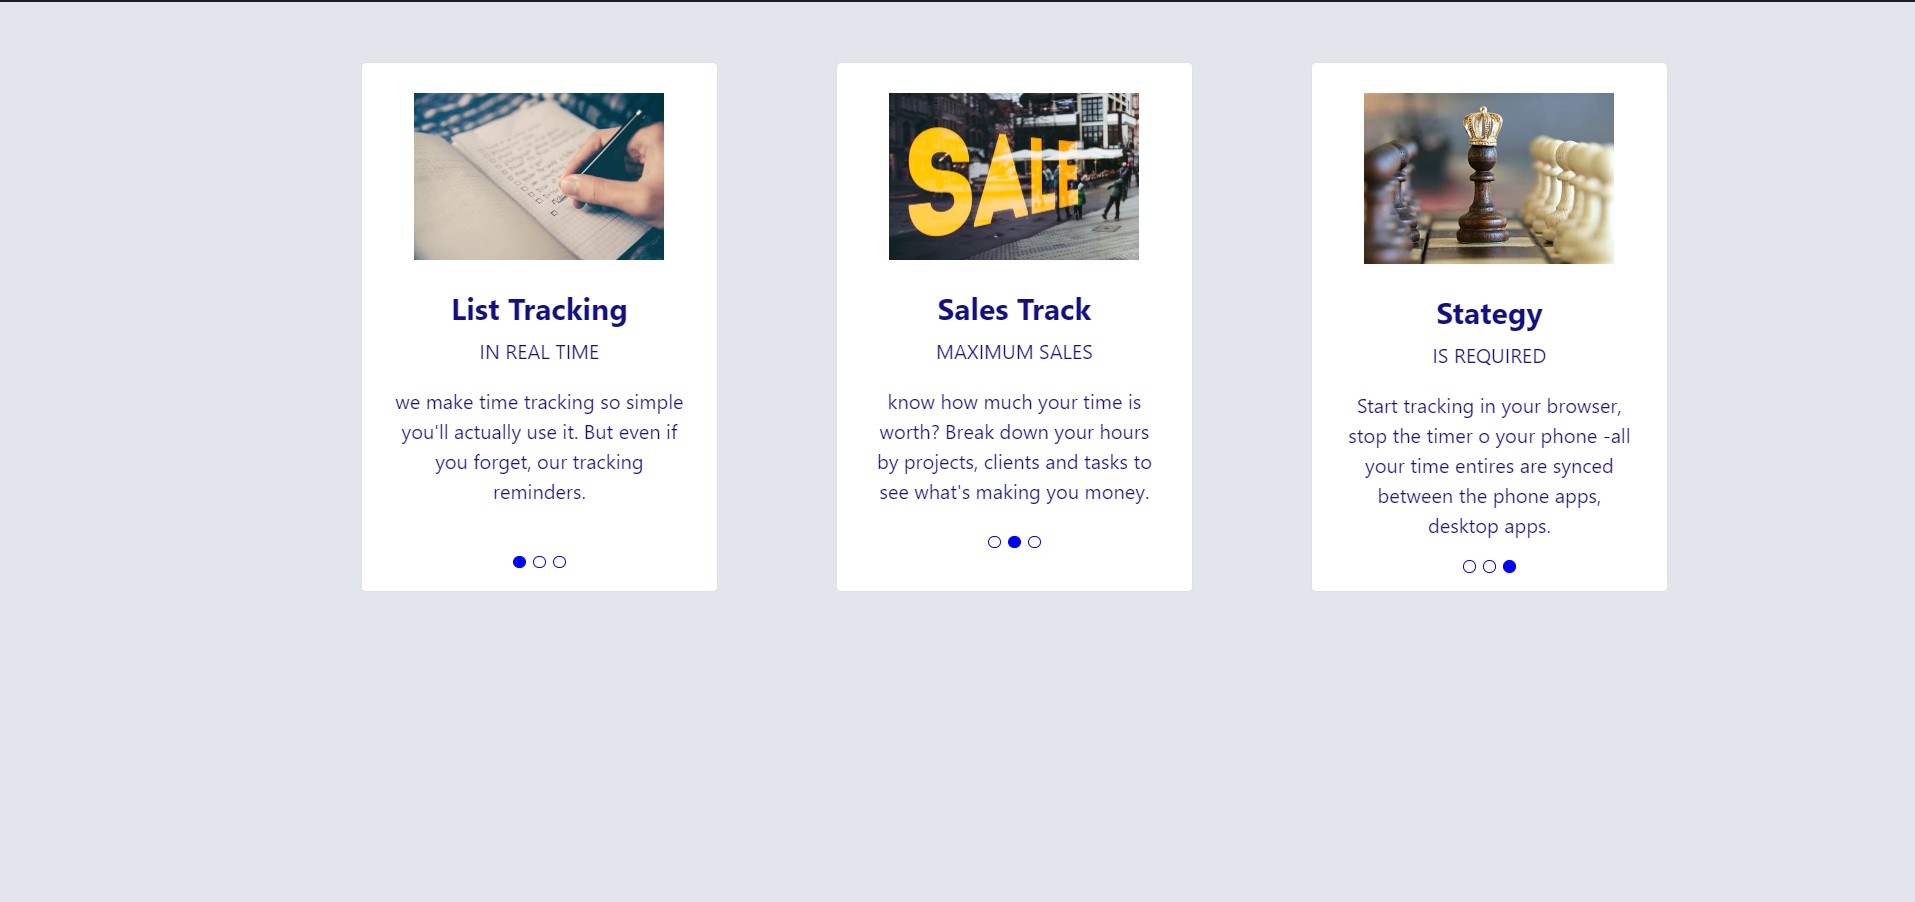 List Tracking
IN REAL TIME
we make time tracking so simple
you'll actually use it. But even if
you forget, our tracking
reminders.
SALE
Sales Track
MAXIMUM SALES
know how much your time is
worth? Break down your hours
by projects, clients and tasks to
see what's making you money.
Stategy
IS REQUIRED
Start tracking in your browser,
stop the timer o your phone -all
your time entires are synced
between the phone apps,
desktop apps.